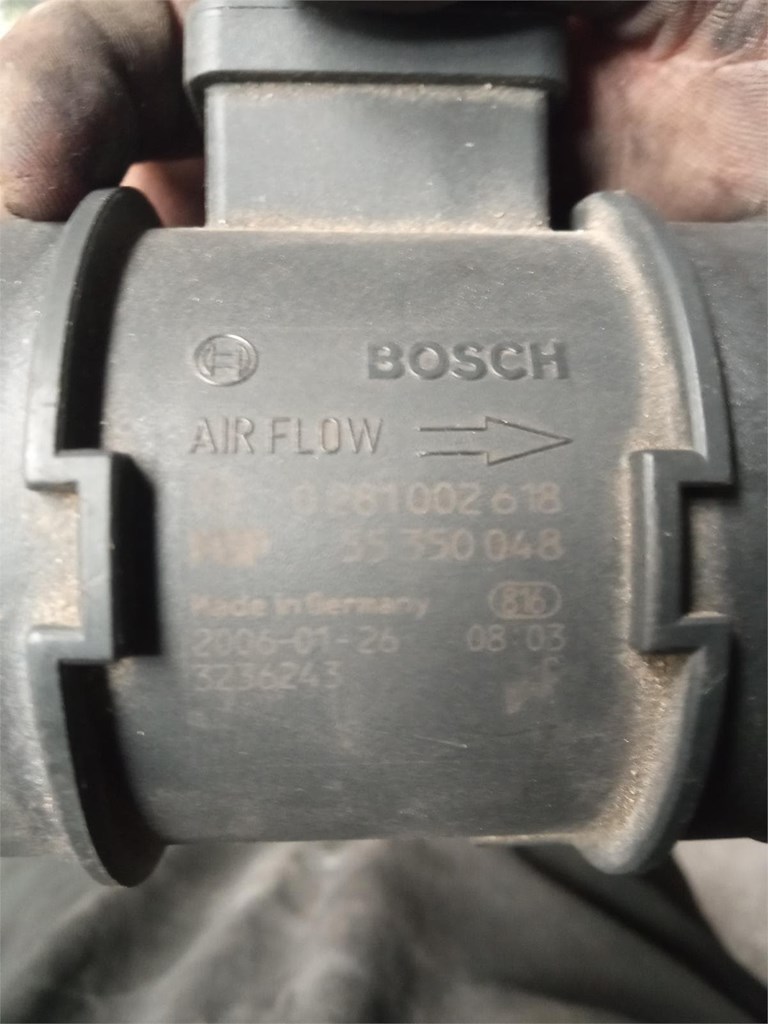 BOSCH
AIR FLOW
0 281 002 618
55 350 048
Made in Germany 816
2006-01-26 08:03
3236243